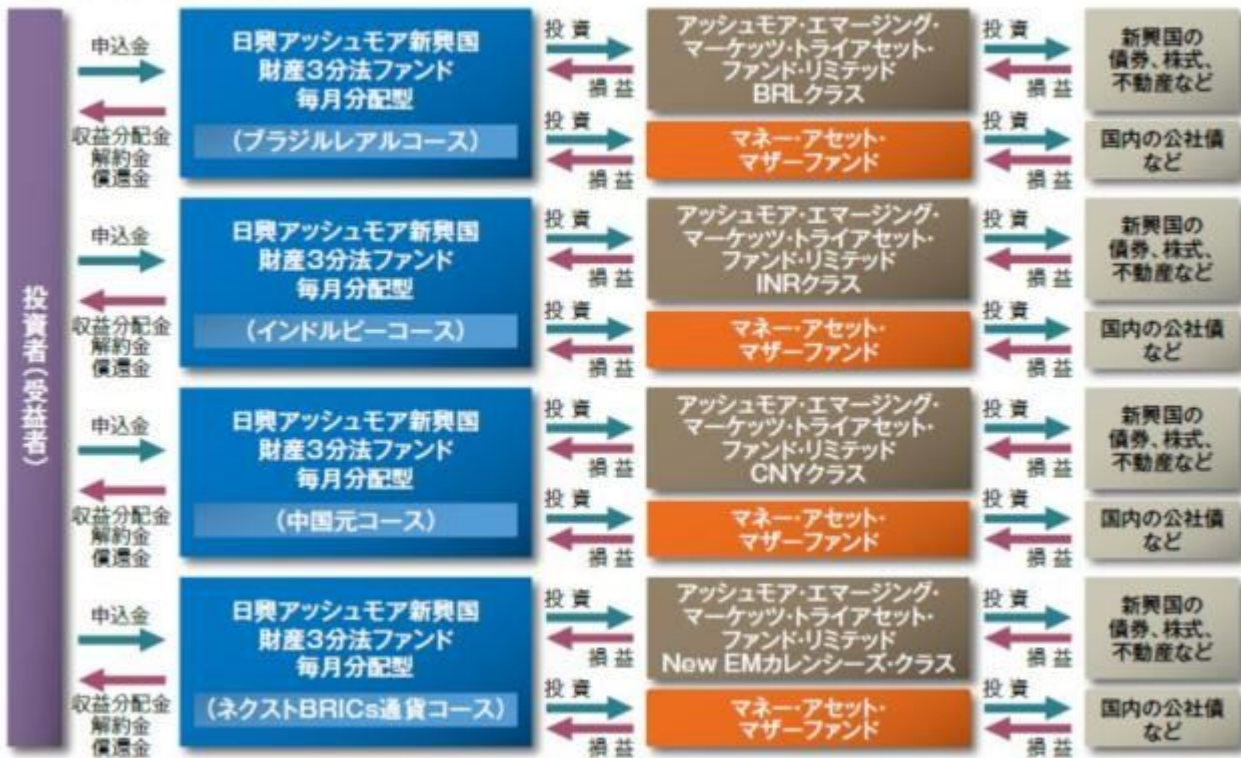 投資者(受益者)
申込金
収益分配金
解約金
償還金
日興アッシュモア新興国
財産3分法ファンド
毎月分配型
(ブラジルレアルコース)
投資
損益
投資
損益
アッシュモア・エマージング・
マーケッツ・トライアセット・
ファンド・リミテッド
BRLクラス
マネー・アセット・
マザーファンド
投資
損益
投資
損益
新興国の
債券、株式、
不動産など
国内の公社債
など
申込金
収益分配金
解約金
償還金
日興アッシュモア新興国
財産3分法ファンド
毎月分配型
(インドルピーコース)
投資
損益
投資
損益
アッシュモア・エマージング・
マーケッツ・トライアセット・
ファンド・リミテッド
INRクラス
マネー・アセット・
マザーファンド
投資
損益
投資
損益
新興国の
債券、株式、
不動産など
国内の公社債
など
申込金
収益分配金
解約金
償還金
日興アッシュモア新興国
財産3分法ファンド
毎月分配型
(中国元コース)
投資
損益
投資
損益
アッシュモア・エマージング・
マーケッツ・トライアセット・
ファンド・リミテッド
CNYクラス
マネー・アセット・
マザーファンド
投資
損益
投資
損益
新興国の
債券、株式、
不動産など
国内の公社債
など
申込金
収益分配金
解約金
償還金
日興アッシュモア新興国
財産3分法ファンド
毎月分配型
(ネクストBRICs通貨コース)
投資
損益
投資
損益
アッシュモア・エマージング・
マーケッツ・トライアセット・
ファンド・リミテッド
New EMカレンシーズ・クラス
マネー・アセット・
マザーファンド
投資
損益
投資
損益
新興国の
債券、株式、
不動産など
国内の公社債
など